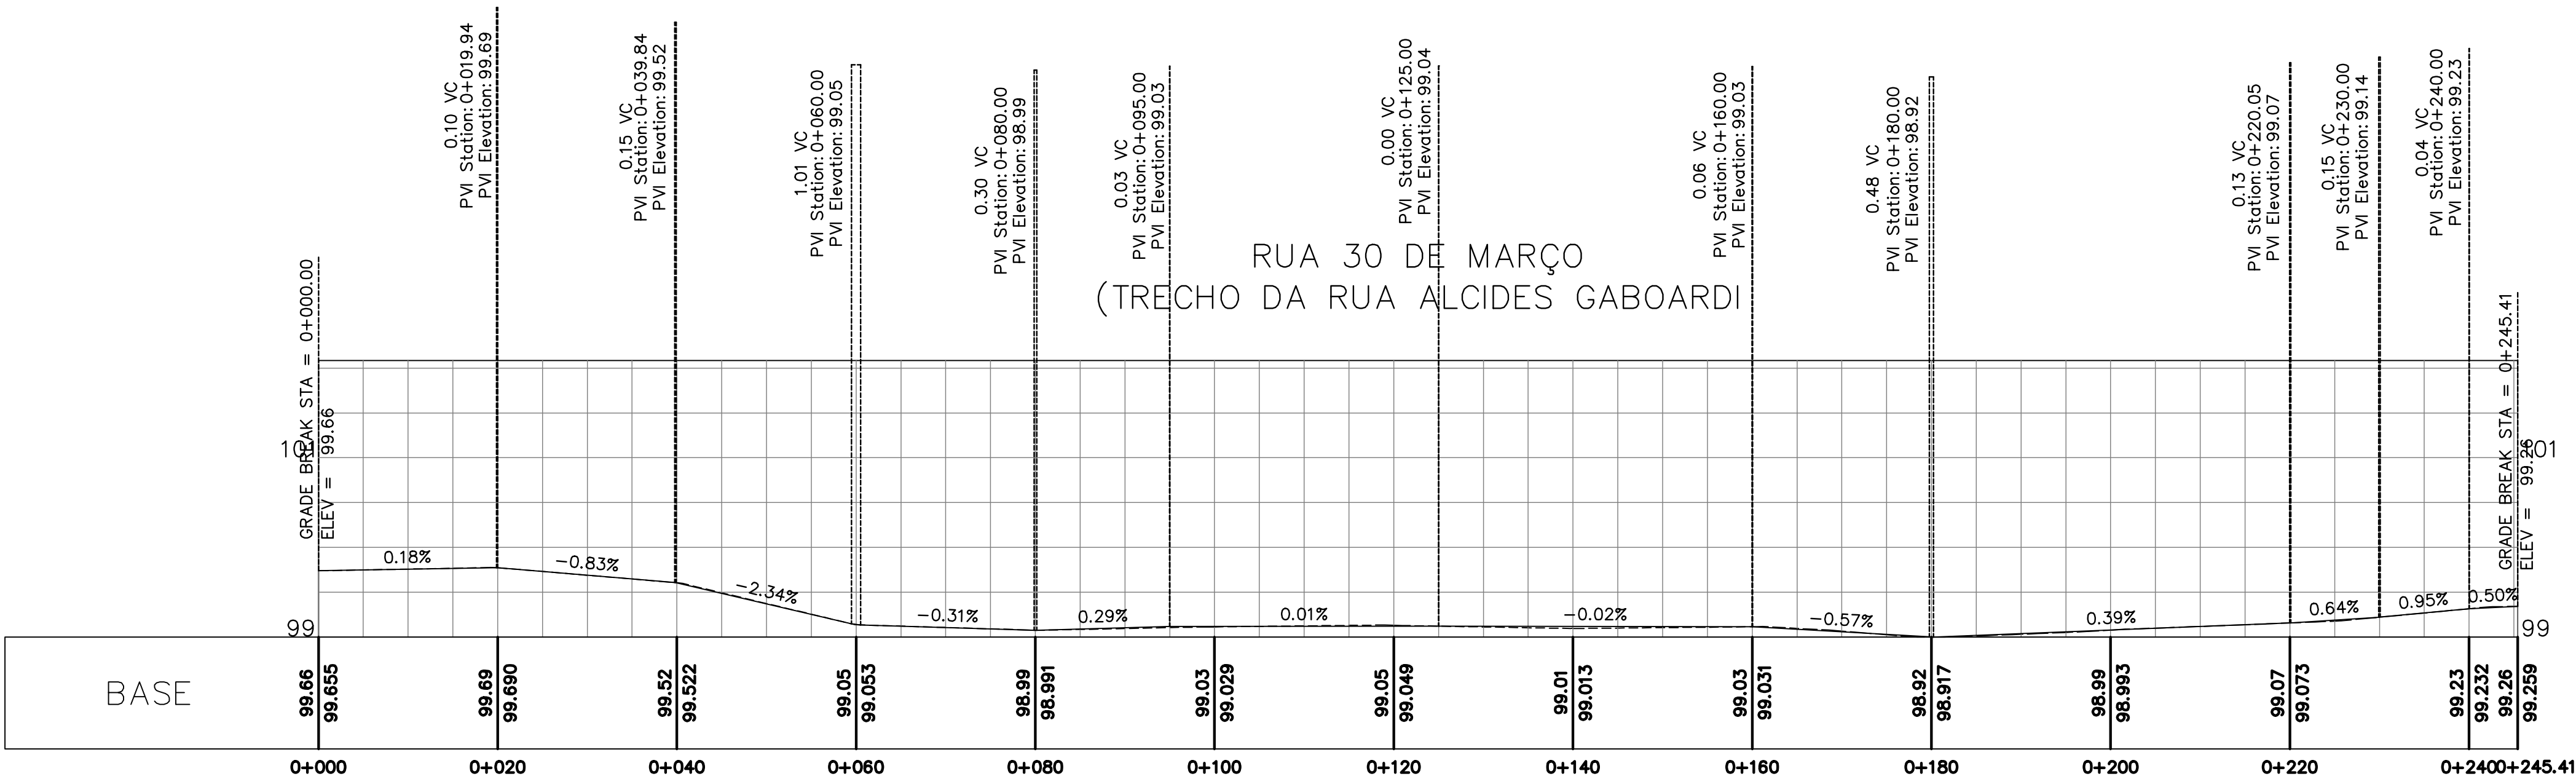 0.10 VC
PVI Station: 0+019.94
PVI Elevation: 99.69
0.15 VC
PVI Station: 0+039.84
PVI Elevation: 99.52
1.01 VC
PVI Station: 0+060.00
PVI Elevation: 99.05
0.30 VC
PVI Station: 0+080.00
PVI Elevation: 98.99
0.03 VC
PVI Station: 0+095.00
PVI Elevation: 99.03
0.00 VC
PVI Station: 0+125.00
PVI Elevation: 99.04
0.06 VC
PVI Station: 0+160.00
PVI Elevation: 99.03
0.48 VC
PVI Station: 0+180.00
PVI Elevation: 98.92
0.13 VC
PVI Station: 0+220.05
PVI Elevation: 99.07
0.15 VC
PVI Station: 0+230.00
PVI Elevation: 99.14
0.04 VC
PVI Station: 0+240.00
PVI Elevation: 99.23
RUA 30 DE MARÇO
(TRECHO DA RUA ALCIDES GABOARDI
GRADE BREAK STA = 0+000.00
ELEV = 99.66
GRADE BREAK STA = 0+245.41
ELEV = 99.26
101
101
0.18%
-0.83%
-2.34%
-0.31%
0.29%
0.01%
-0.02%
-0.57%
0.39%
0.64%
0.95%
0.50%
99
99
BASE
99.66
99.655
99.69
99.690
99.52
99.522
99.05
99.053
98.99
98.991
99.03
99.029
99.05
99.049
99.01
99.013
99.03
99.031
98.92
98.917
98.99
98.993
99.07
99.073
99.23
99.232
99.26
99.259
0+000
0+020
0+040
0+060
0+080
0+100
0+120
0+140
0+160
0+180
0+200
0+220
0+240
0+245.41